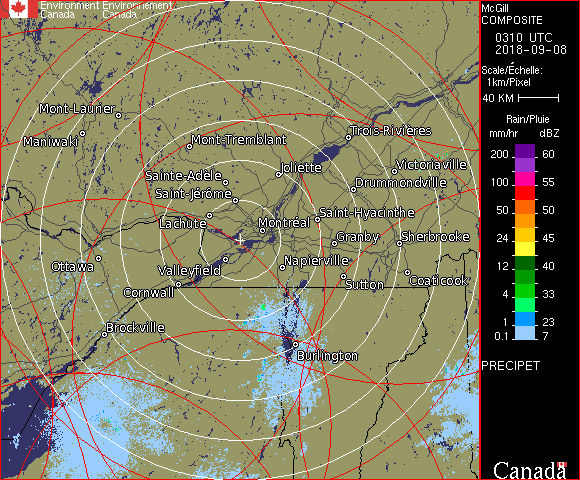 Environment Environnement
Canada Canada
McGill
COMPOSITE
0310 UTC
2018-09-08
Scale/Échelle:
1km/Pixel
40 KM
Rain/Pluie
mm/hr dBZ
200 60
155
100 55
50 50
24 45
12 40
4 33
1 23
0.1 7
PRECIPET
Canada
Mont-Laurier
Maniwaki
Mont-Tremblant
Trois-Rivières
Joliette
Victoriaville
Sainte-Adèle
Drummondville
Saint-Jérôme
Lachute
Montréal
Saint-Hyacinthe
Granby
Sherbrooke
Ottawa
Valleyfield
Napierville
Cornwall
Sutton
Coaticook
Brockville
Burlington